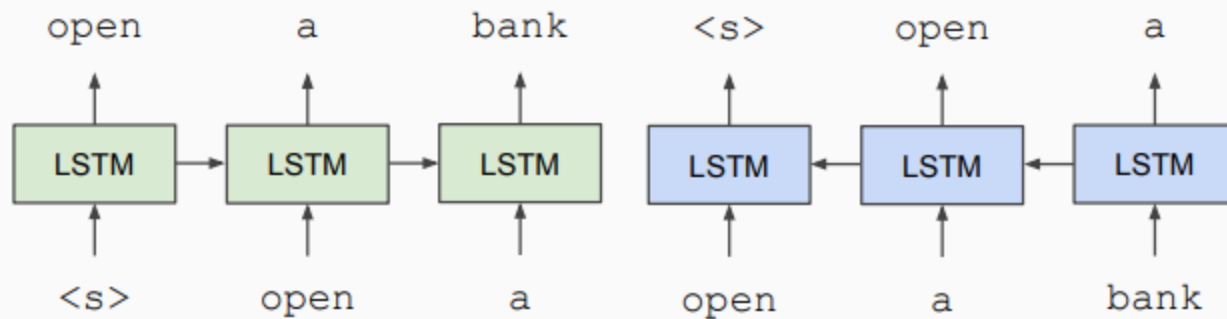 open a bank <s> open a
LSTM LSTM LSTM LSTM LSTM LSTM
<s> open a open a bank